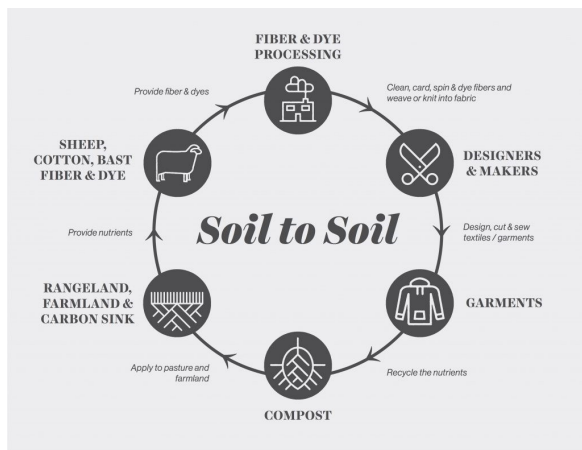 FIBER & DYE
PROCESSING
Provide fiber & dyes
Clean, card, spin & dye fibers and
weave or knit into fabric
SHEEP,
COTTON, BAST
FIBER & DYE
DESIGNERS
& MAKERS
Soil to Soil
Provide nutrients
Design, cut & sew
textiles / garments
RANGELAND,
FARMLAND &
CARBON SINK
GARMENTS
Apply to pasture and
farmland
Recycle the nutrients
COMPOST